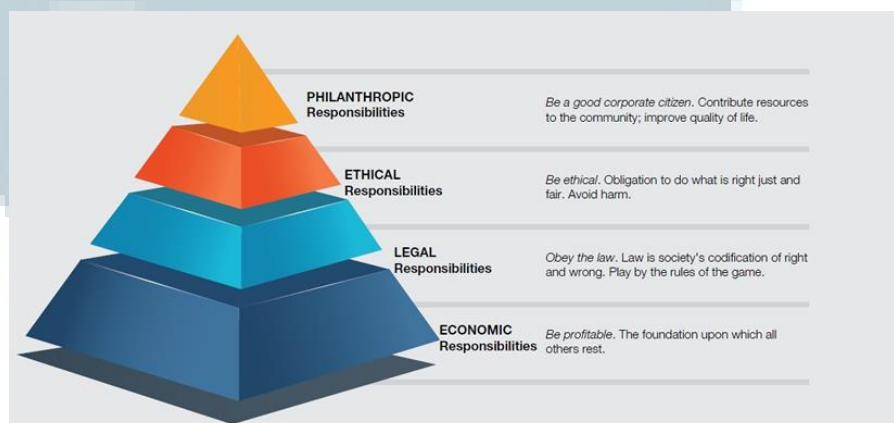 PHILANTHROPIC
Responsibilities
Be a good corporate citizen. Contribute resources
to the community; improve quality of life.
ETHICAL
Responsibilities
Be ethical. Obligation to do what is right just and
fair. Avoid harm.
LEGAL
Responsibilities
Obey the law. Law is society's codification of right
and wrong. Play by the rules of the game.
ECONOMIC
Responsibilities
Be profitable. The foundation upon which all
others rest.